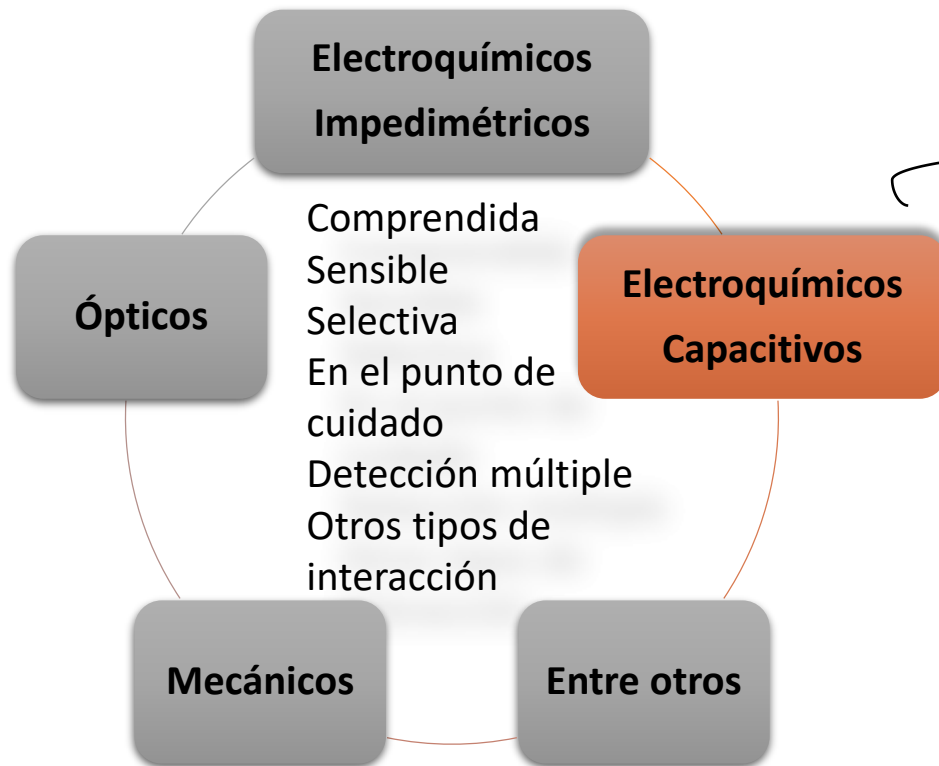 Electroquímicos
Impedimétricos
Comprendida
Sensible
Selectiva
En el punto de
cuidado
Detección múltiple
Otros tipos de
interacción
Ópticos
Electroquímicos
Capacitivos
Mecánicos
Entre otros